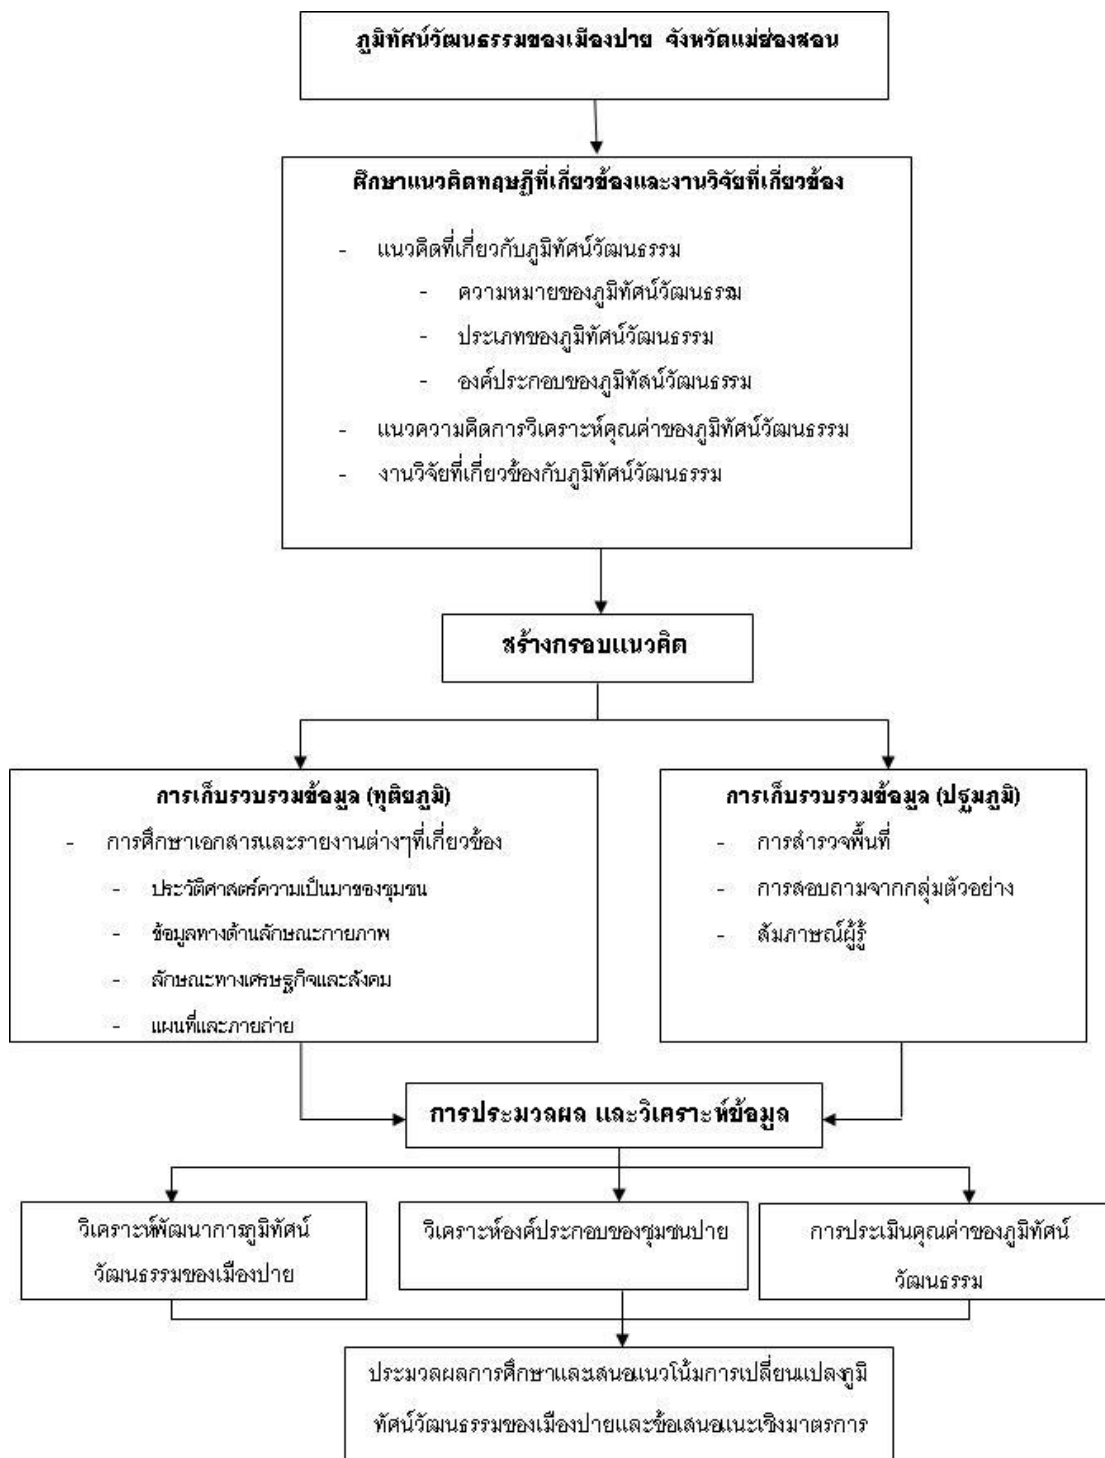 ภูมิทัศน์วัฒนธรรมของเมืองปาย จังหวัดแม่ฮ่องสอน
ศึกษาแนวคิดทฤษฎีที่เกี่ยวข้องและงานวิจัยที่เกี่ยวข้อง
- แนวคิดที่เกี่ยวกับภูมิทัศน์วัฒนธรรม
- ความหมายของภูมิทัศน์วัฒนธรรม
- ประเภทของภูมิทัศน์วัฒนธรรม
- องค์ประกอบของภูมิทัสน์วัฒนธรรม
- แนวความคิดการวิเคราะห์คุณค่าของภูมิทัศน์วัฒนธรรม
- งานวิจัยที่เกี่ยวข้องกับภูมิทัศน์วัฒนธรรม
สร้างกรอบแนวคิด
การเก็บรวบรวมข้อมูล (ทุติยภูมิ)
- การศึกษาเอกสารและรายงานต่างๆที่เกี่ยวข้อง
- ประวัติศาสตร์ความเป็นมาของชุมชน
- ข้อมูลทางด้านลักษณะกายภาพ
- ลักษณะทางเศรษฐกิจและสังคม
- แผนที่และภายถ่าย
การเก็บรวบรวมข้อมูล (ปฐมภูมิ)
- การสำรวจพื้นที่
- การสอบถามจากกลุ่มตัวอย่าง
- สัมภาษณ์ผู้รู้
การประมวลผล และวิเคราะห์ข้อมูล
วิเคราะห์พัฒนาการภูมิทัศน์
วัฒนธรรมของเมืองปาย
วิเคราะห์องค์ประกอบของชุมชนปาย
การประเมินคุณค่าของภูมิทัศน์
วัฒนธรรม
ประมวลผลการศึกษาและเสนอแนวโน้มการเปลี่ยนแปลงภูมิ
ทัศน์วัฒนธรรมของเมืองปายและข้อเสนอแนะเชิงมาตรการ